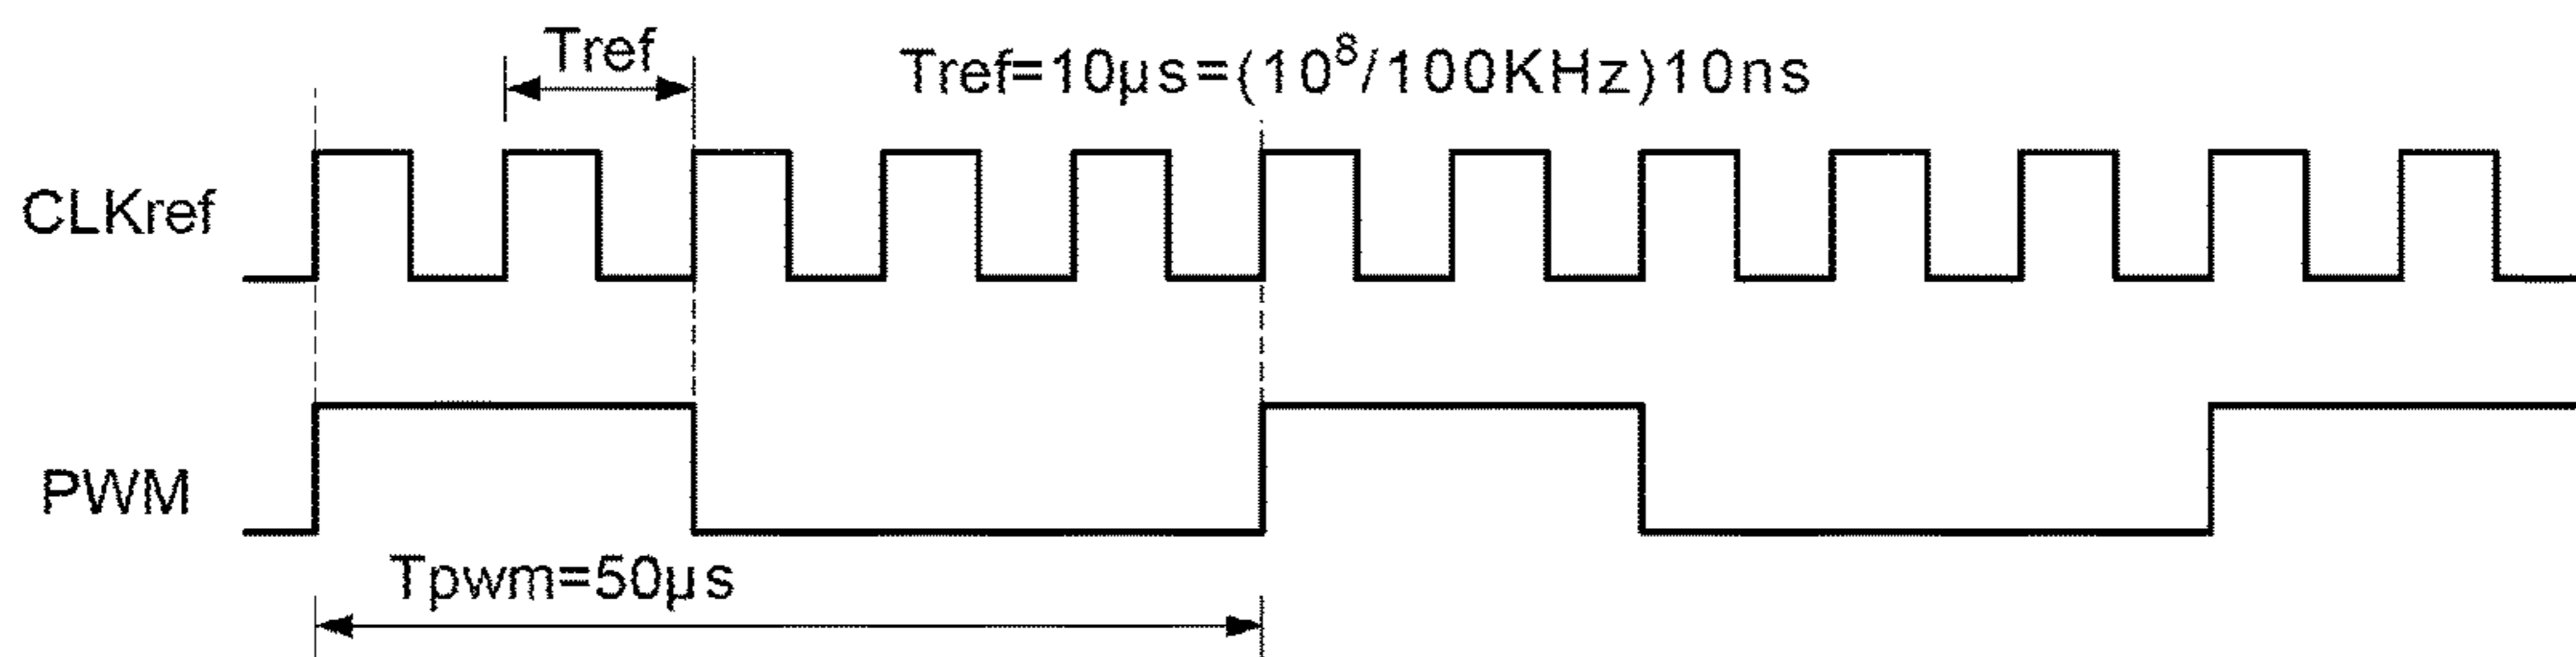 Tref
Tref=10µs=(10⁸/100KHz)10ns
CLKref
PWM
Tpwm=50µs